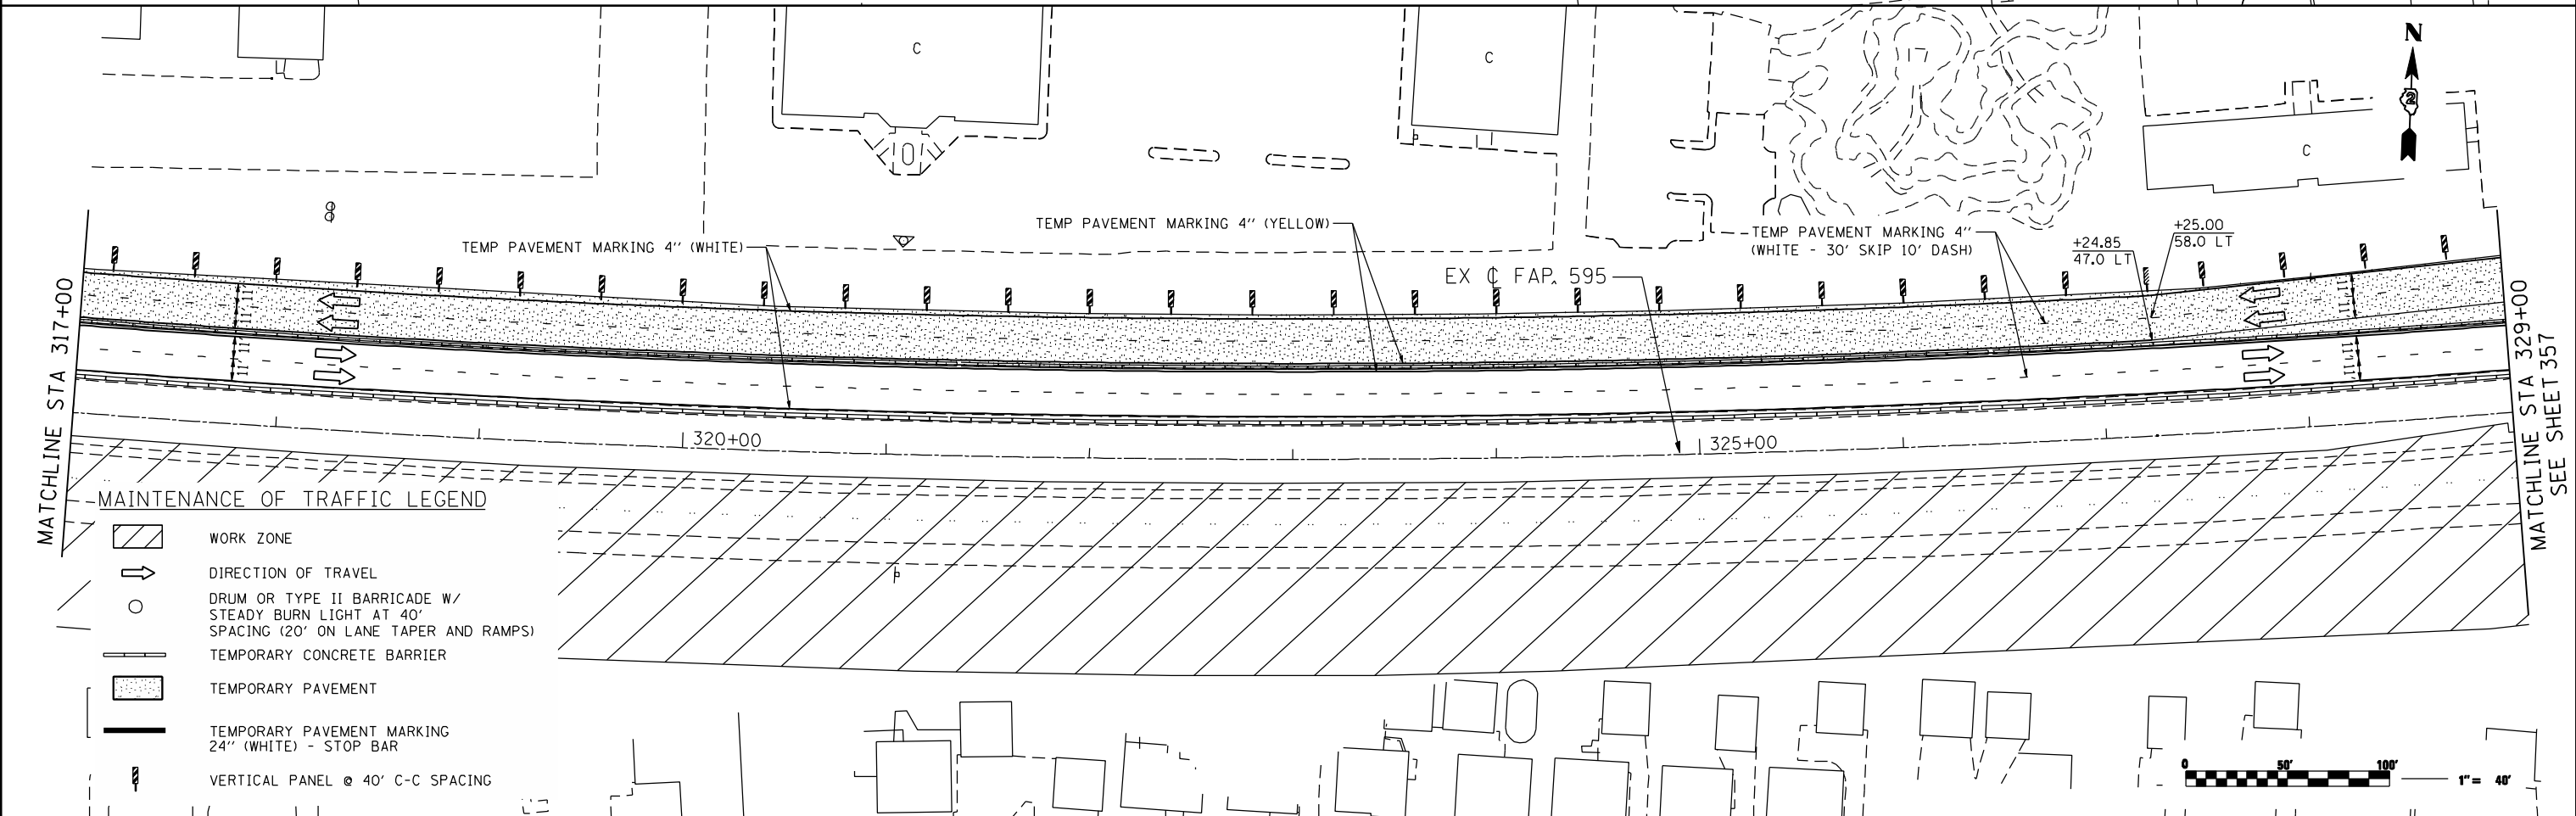 C
C
C
N
2
TEMP PAVEMENT MARKING 4" (WHITE)
TEMP PAVEMENT MARKING 4" (YELLOW)
TEMP PAVEMENT MARKING 4"
(WHITE - 30' SKIP 10' DASH)
+24.85
47.0 LT
+25.00
58.0 LT
EX ℄ FAP. 595
MATCHLINE STA 317+00
11'
11'
11'
11'
11'
11'
11'
11'
320+00
325+00
MATCHLINE STA 329+00
SEE SHEET 357
MAINTENANCE OF TRAFFIC LEGEND
WORK ZONE
DIRECTION OF TRAVEL
DRUM OR TYPE II BARRICADE W/
STEADY BURN LIGHT AT 40'
SPACING (20' ON LANE TAPER AND RAMPS)
TEMPORARY CONCRETE BARRIER
TEMPORARY PAVEMENT
TEMPORARY PAVEMENT MARKING
24" (WHITE) - STOP BAR
VERTICAL PANEL @ 40' C-C SPACING
0 50' 100'
1" = 40'